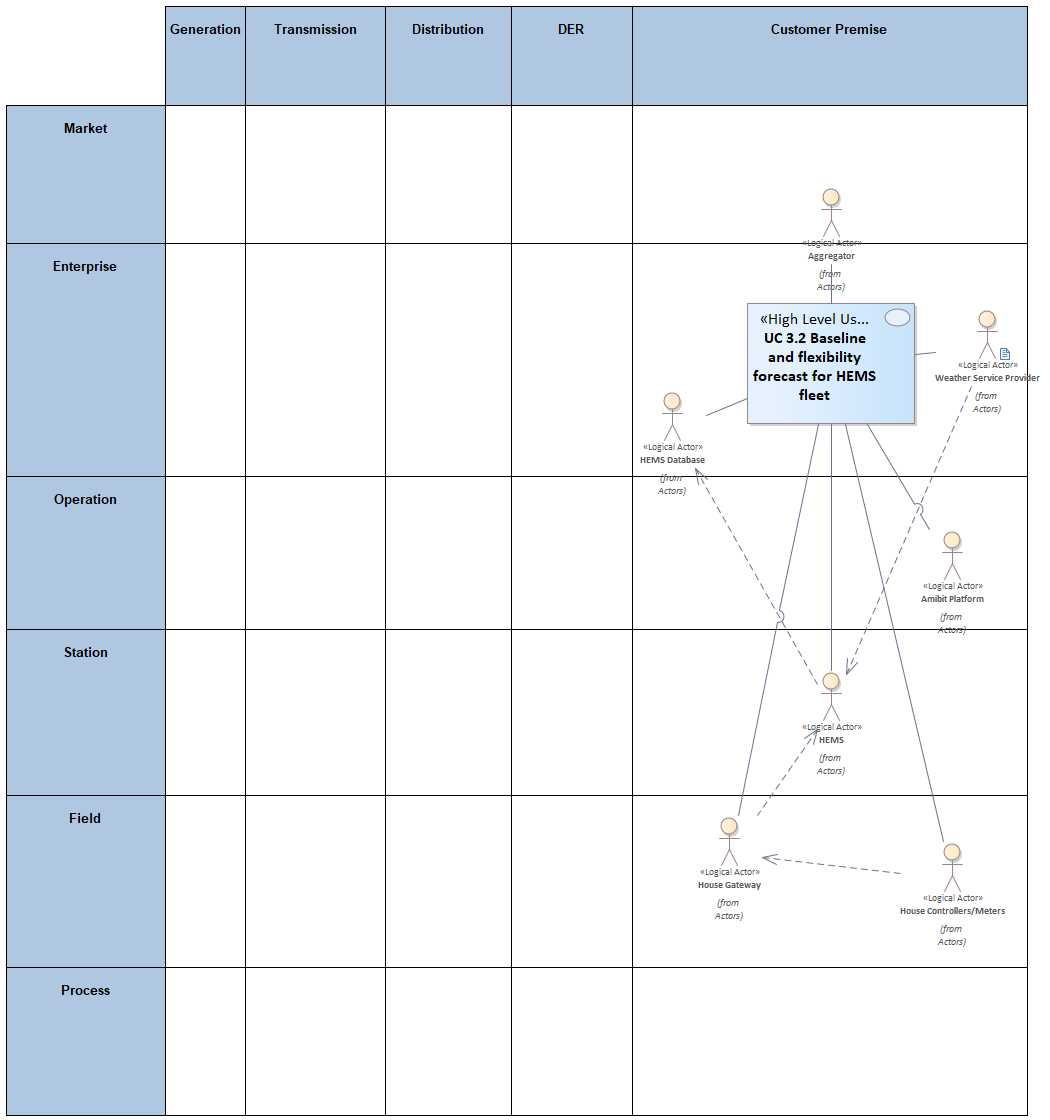 Generation
Transmission
Distribution
DER
Customer Premise
Market
«Logical Actor»
Aggregator
(from
Actors)
Enterprise
«High Level Us...
UC 3.2 Baseline
and flexibility
forecast for HEMS
fleet
«Logical Actor»
Weather Service Provider
(from
Actors)
«Logical Actor»
HEMS Database
(from
Actors)
Operation
«Logical Actor»
Amibit Platform
(from
Actors)
Station
«Logical Actor»
HEMS
(from
Actors)
Field
«Logical Actor»
House Gateway
(from
Actors)
«Logical Actor»
House Controllers/Meters
(from
Actors)
Process